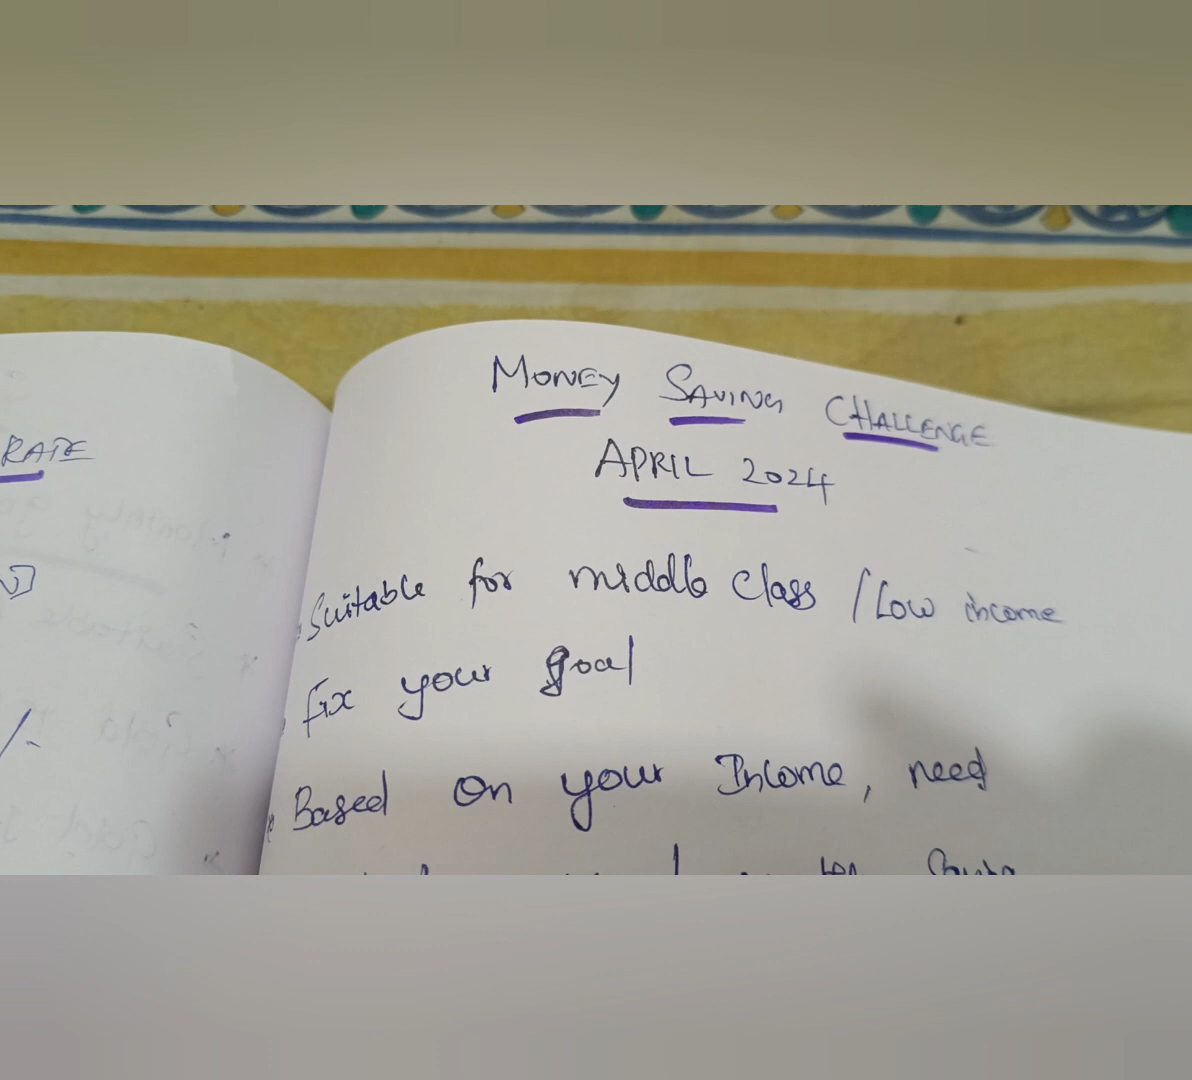 RATE
MONEY SAVING CHALLENGE
APRIL 2024
Suitable for middle class / Low income
fix your goal
Based on your Income, need